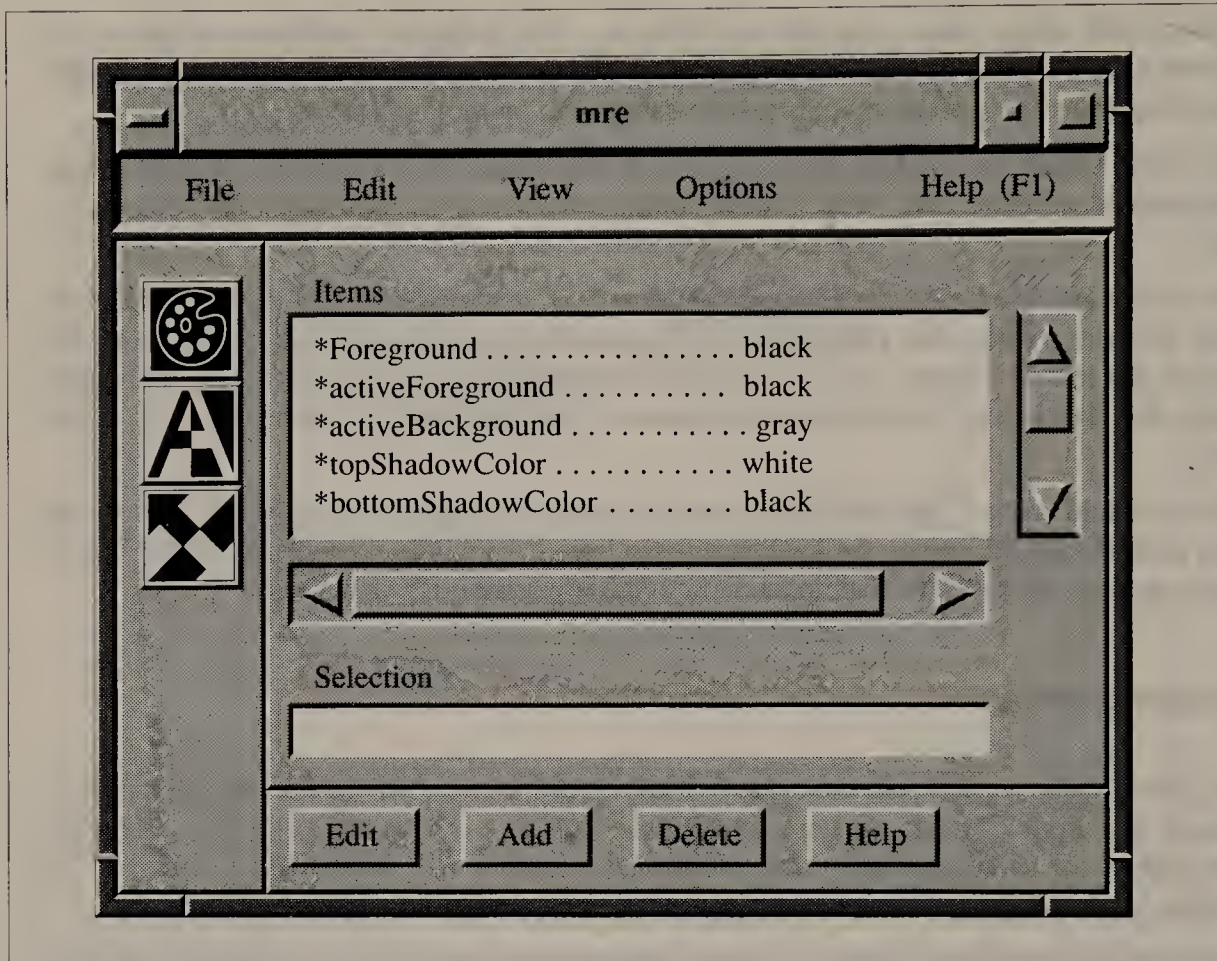 mre
File Edit View Options Help (F1)
Items
*Foreground . . . . . . . . . . . . . . . . black
*activeForeground . . . . . . . . . . black
*activeBackground . . . . . . . . . . . gray
*topShadowColor . . . . . . . . . . . white
*bottomShadowColor . . . . . . . black
Selection
Edit Add Delete Help